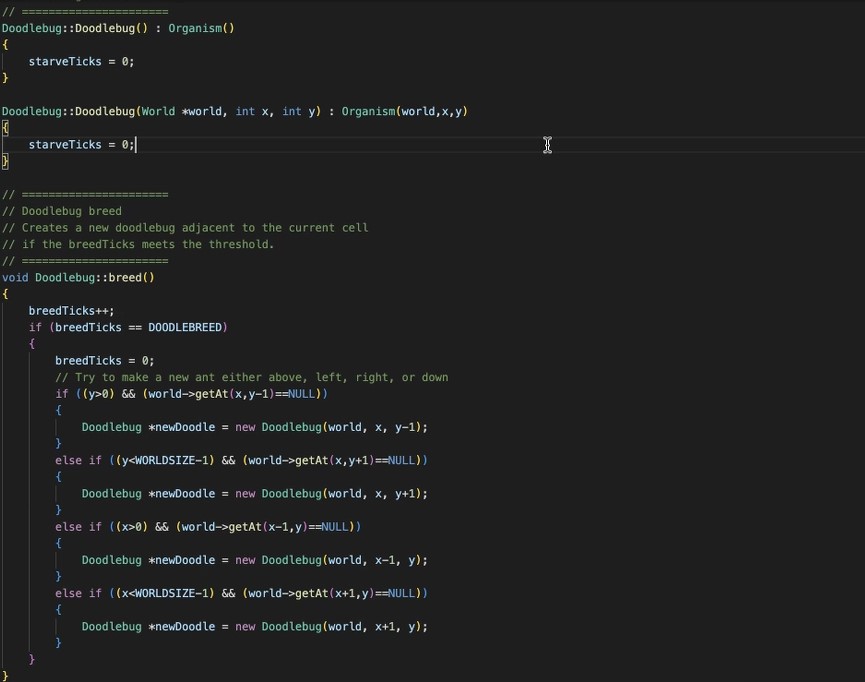 // ======================
Doodlebug::Doodlebug() : Organism()
{
    starveTicks = 0;
}

Doodlebug::Doodlebug(World *world, int x, int y) : Organism(world,x,y)
{
    starveTicks = 0;
}

// ======================
// Doodlebug breed
// Creates a new doodlebug adjacent to the current cell
// if the breedTicks meets the threshold.
// ======================
void Doodlebug::breed()
{
    breedTicks++;
    if (breedTicks == DOODLEBREED)
    {
        breedTicks = 0;
        // Try to make a new ant either above, left, right, or down
        if ((y>0) && (world->getAt(x,y-1)==NULL))
        {
            Doodlebug *newDoodle = new Doodlebug(world, x, y-1);
        }
        else if ((y<WORLDSIZE-1) && (world->getAt(x,y+1)==NULL))
        {
            Doodlebug *newDoodle = new Doodlebug(world, x, y+1);
        }
        else if ((x>0) && (world->getAt(x-1,y)==NULL))
        {
            Doodlebug *newDoodle = new Doodlebug(world, x-1, y);
        }
        else if ((x<WORLDSIZE-1) && (world->getAt(x+1,y)==NULL))
        {
            Doodlebug *newDoodle = new Doodlebug(world, x+1, y);
        }
    }
}